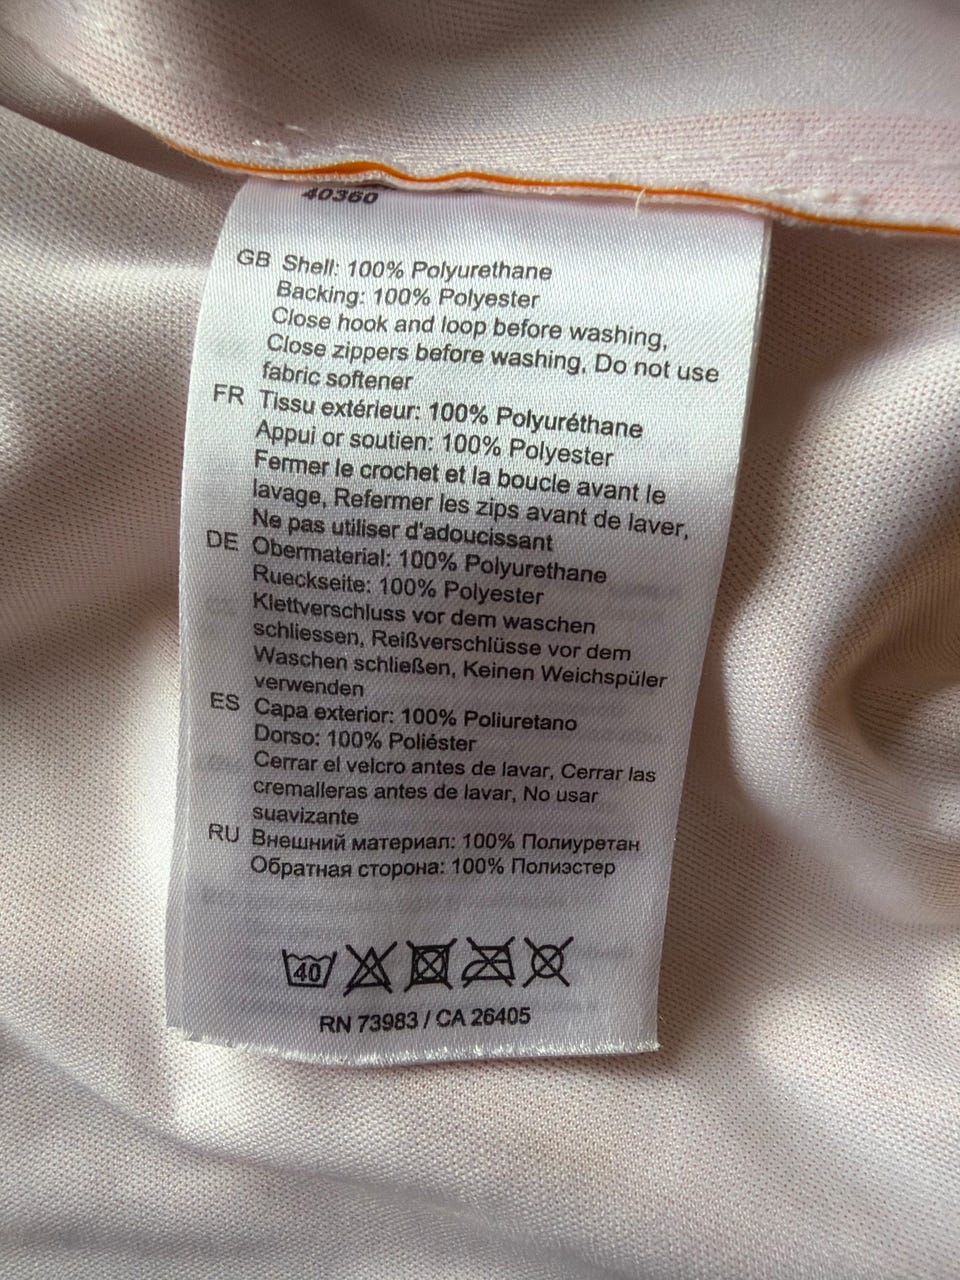 40360
GB Shell: 100% Polyurethane
Backing: 100% Polyester
Close hook and loop before washing,
Close zippers before washing, Do not use
fabric softener
FR Tissu extérieur: 100% Polyuréthane
Appui or soutien: 100% Polyester
Fermer le crochet et la boucle avant le
lavage, Refermer les zips avant de laver,
Ne pas utiliser d'adoucissant
DE Obermaterial: 100% Polyurethane
Rueckseite: 100% Polyester
Klettverschluss vor dem waschen
schliessen, Reißverschlüsse vor dem
Waschen schließen, Keinen Weichspüler
verwenden
ES Capa exterior: 100% Poliuretano
Dorso: 100% Poliéster
Cerrar el velcro antes de lavar, Cerrar las
cremalleras antes de lavar, No usar
suavizante
RU Внешний материал: 100% Полиуретан
Обратная сторона: 100% Полиэстер
40
RN 73983 / CA 26405